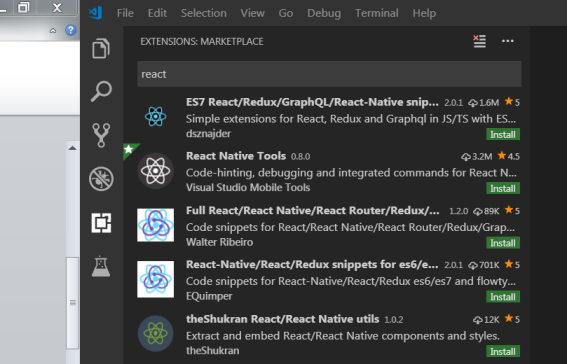 File Edit Selection View Go Debug Terminal Help
EXTENSIONS: MARKETPLACE
react
ES7 React/Redux/GraphQL/React-Native snip... 2.0.1 1.6M 5
Simple extensions for React, Redux and Graphql in JS/TS with ES...
dsznajder Install
React Native Tools 0.8.0 3.2M 4.5
Code-hinting, debugging and integrated commands for React N...
Visual Studio Mobile Tools Install
Full React/React Native/React Router/Redux/... 1.2.0 89K 5
Code snippets for React/React Native/React Router/Redux/Grap...
Walter Ribeiro Install
React-Native/React/Redux snippets for es6/e... 2.0.1 701K 5
Code snippets for React-Native/React/Redux es6/es7 and flowty...
EQuimper Install
theShukran React/React Native utils 1.0.2 12K 5
Extract and embed React/React Native components and styles.
theShukran Install